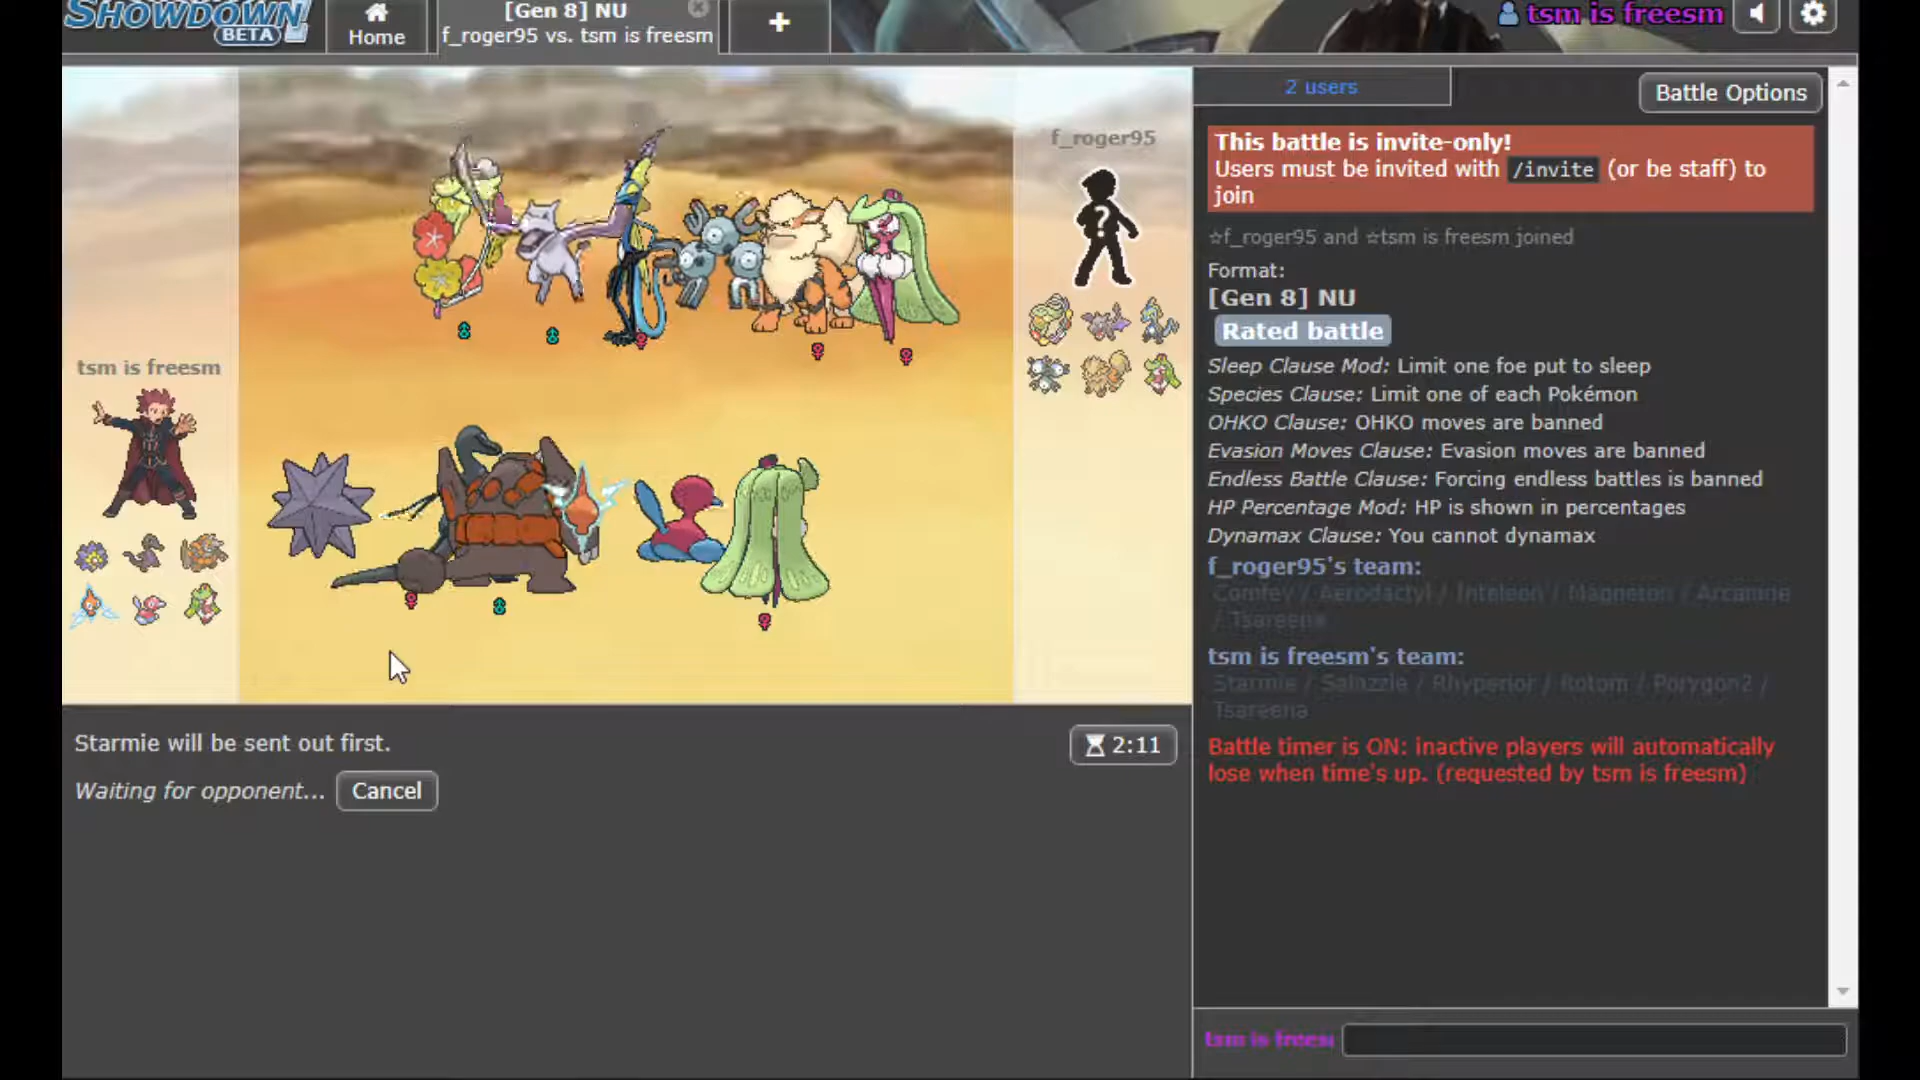 SHOWDOWN!
BETA
Home
[Gen 8] NU
f_roger95 vs. tsm is freesm
+
tsm is freesm
2 users
Battle Options
This battle is invite-only!
Users must be invited with /invite (or be staff) to
join
☆f_roger95 and ☆tsm is freesm joined
Format:
[Gen 8] NU
Rated battle
Sleep Clause Mod: Limit one foe put to sleep
Species Clause: Limit one of each Pokémon
OHKO Clause: OHKO moves are banned
Evasion Moves Clause: Evasion moves are banned
Endless Battle Clause: Forcing endless battles is banned
HP Percentage Mod: HP is shown in percentages
Dynamax Clause: You cannot dynamax
f_roger95's team:
Comfey / Aerodactyl / Inteleon / Magneton / Arcanine
/ Tsareena
tsm is freesm's team:
Starmie / Salazzle / Rhyperior / Rotom / Porygon2 /
Tsareena
Battle timer is ON: inactive players will automatically
lose when time's up. (requested by tsm is freesm)
f_roger95
tsm is freesm
Starmie will be sent out first.
2:11
Waiting for opponent... Cancel
tsm is freesm